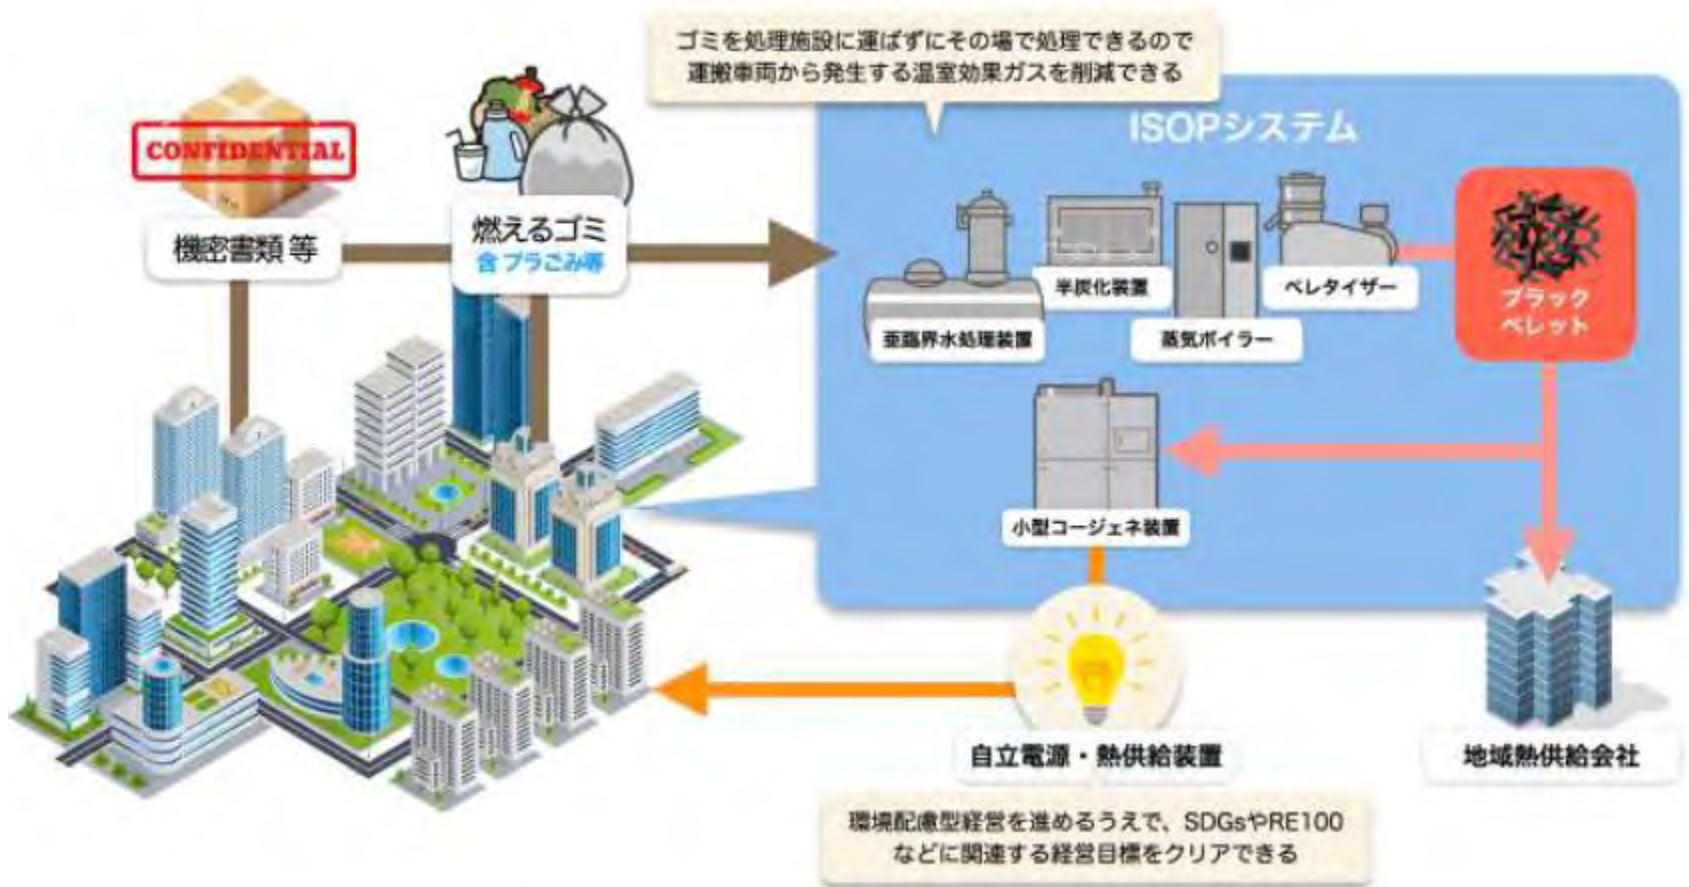 ゴミを処理施設に運ばずにその場で処理できるので
運搬車両から発生する温室効果ガスを削減できる
ISOPシステム
CONFIDENTIAL
機密書類 等
燃えるゴミ
含 プラごみ等
亜臨界水処理装置
半炭化装置
蒸気ボイラー
ペレタイザー
ブラック
ペレット
小型コージェネ装置
自立電源・熱供給装置
地域熱供給会社
環境配慮型経営を進めるうえで、SDGsやRE100
などに関連する経営目標をクリアできる